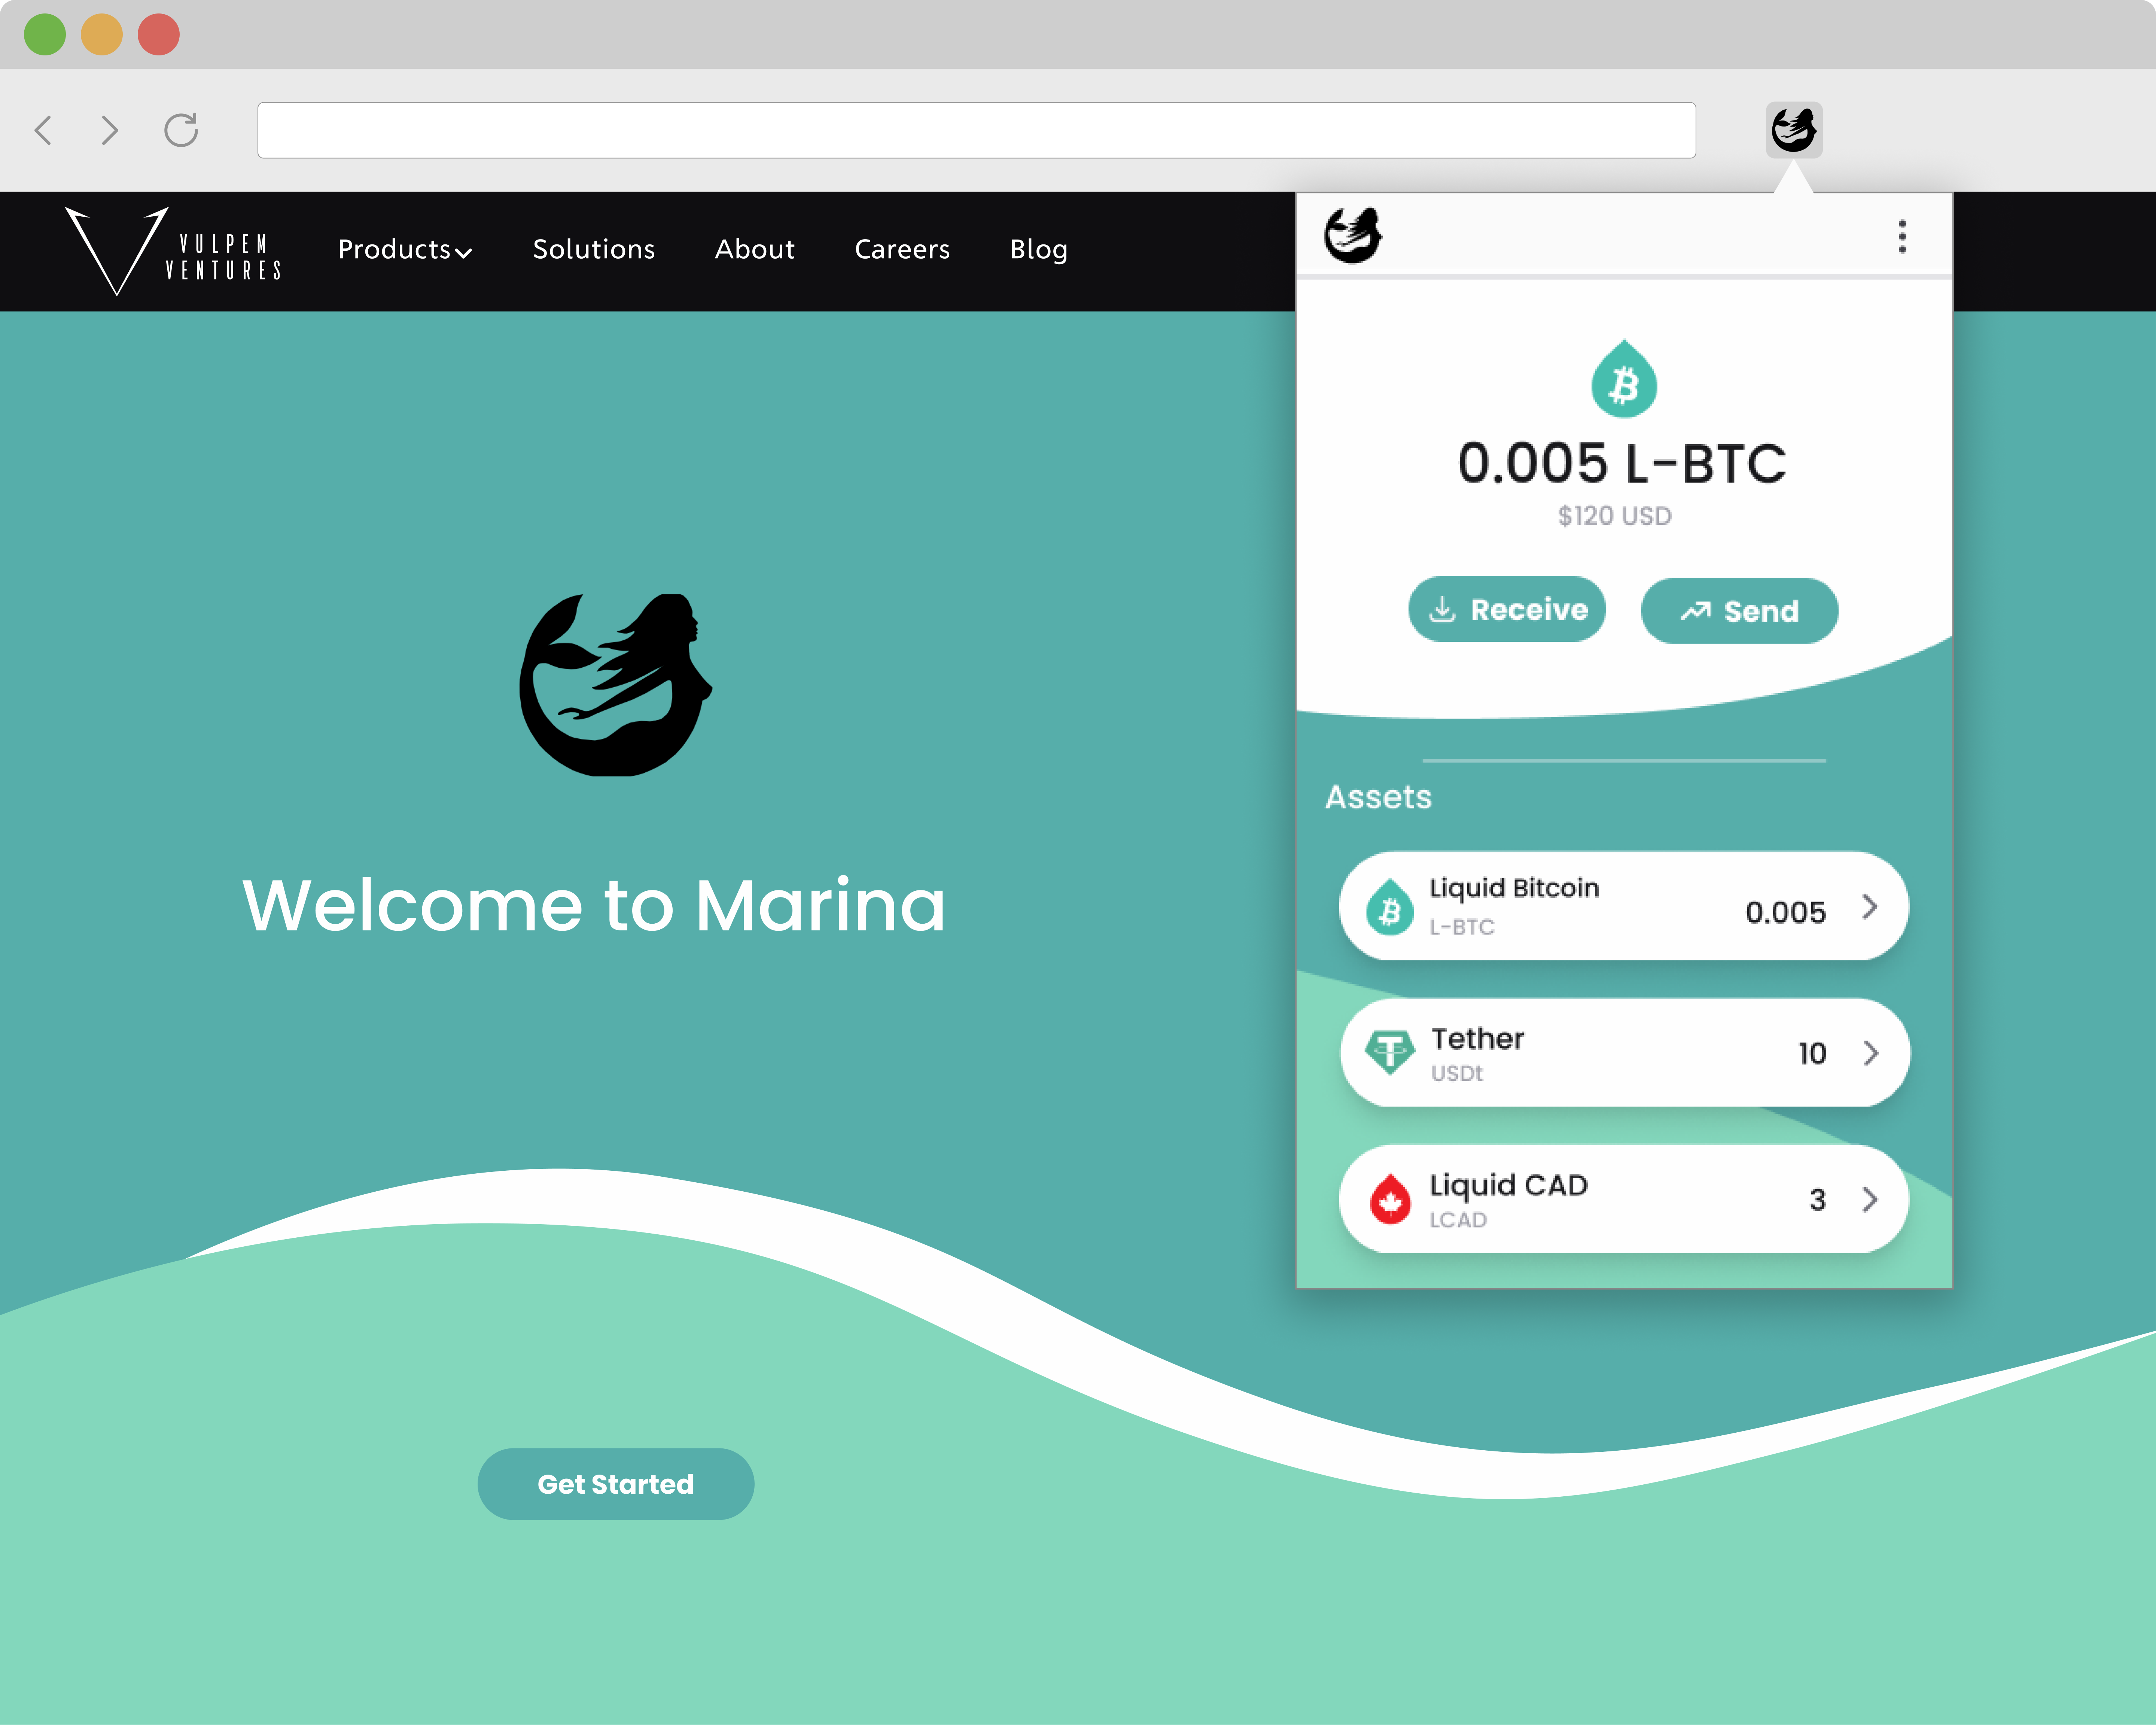 VULPEM
VENTURES
Products
Solutions
About
Careers
Blog
Welcome to Marina
Get Started
0.005 L-BTC
$120 USD
Receive
Send
Assets
Liquid Bitcoin
L-BTC
0.005
Tether
USDt
10
Liquid CAD
LCAD
3